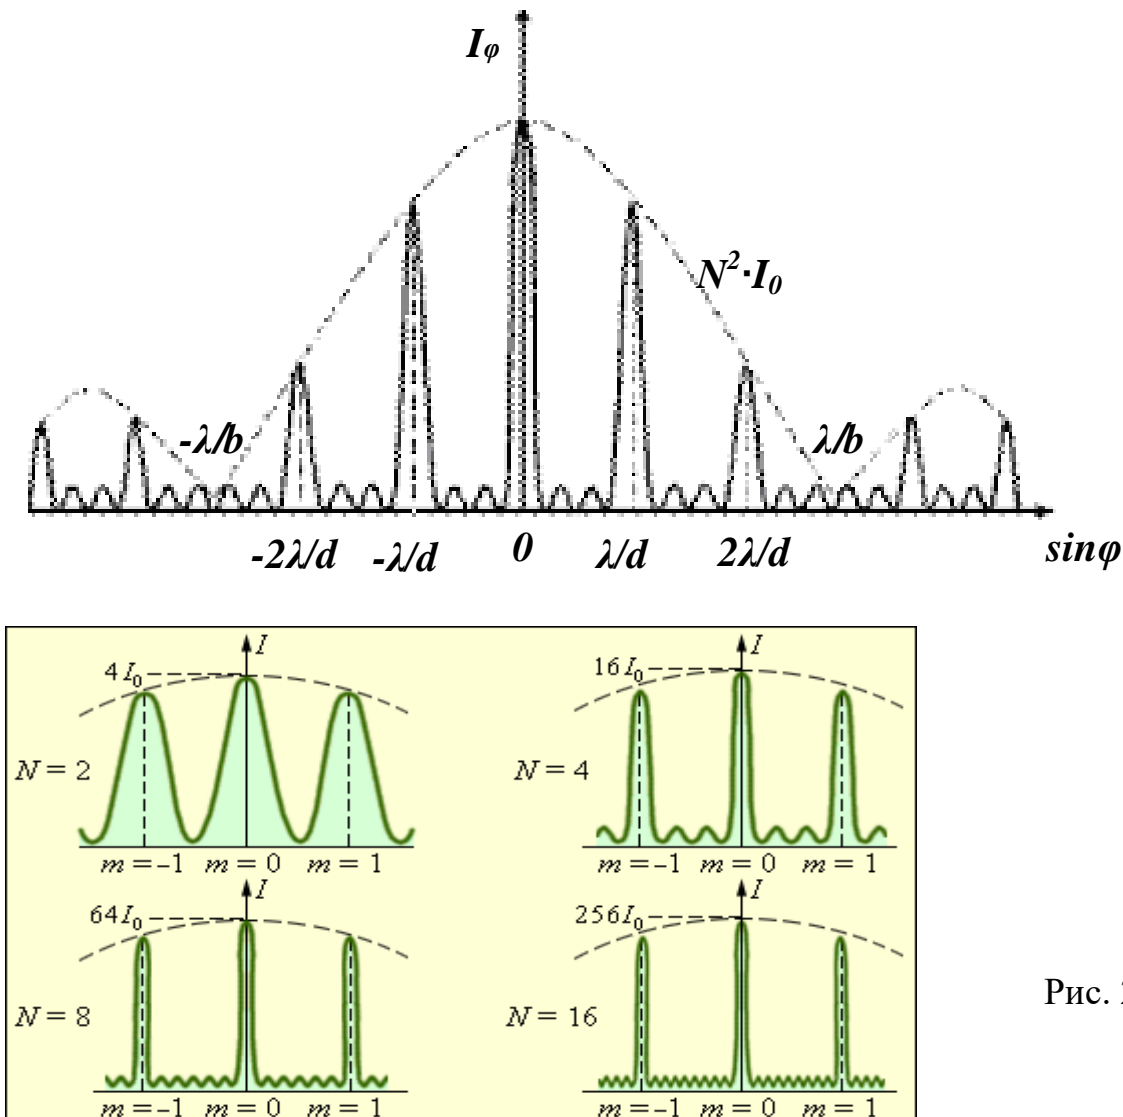 Iφ
N²·I₀
-λ/b λ/b
-2λ/d -λ/d 0 λ/d 2λ/d sinφ
I I
4I₀ 16I₀
N = 2 N = 4
m = -1 m = 0 m = 1 m = -1 m = 0 m = 1
I I
64I₀ 256I₀
Рис.
N = 8 N = 16
m = -1 m = 0 m = 1 m = -1 m = 0 m = 1